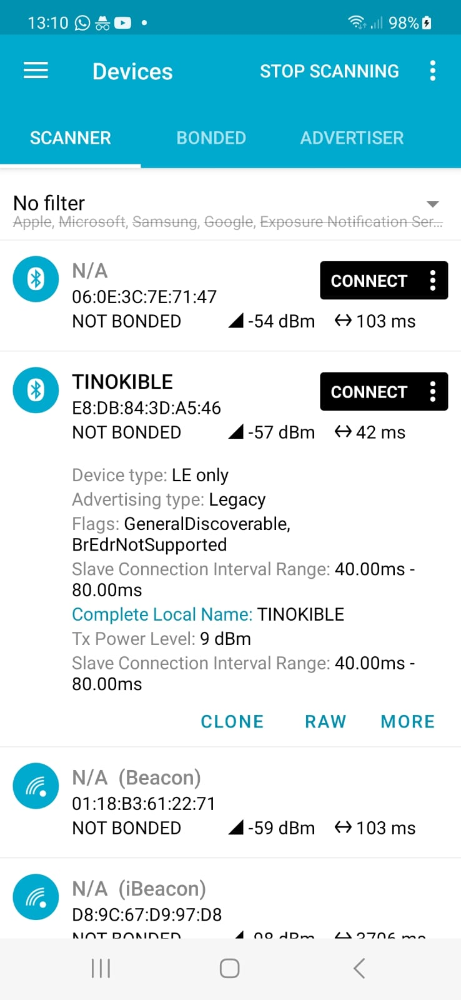 13:10 98%
Devices STOP SCANNING
SCANNER BONDED ADVERTISER
No filter
Apple, Microsoft, Samsung, Google, Exposure Notification Ser...
N/A CONNECT
06:0E:3C:7E:71:47
NOT BONDED -54 dBm 103 ms
TINOKIBLE CONNECT
E8:DB:84:3D:A5:46
NOT BONDED -57 dBm 42 ms
Device type: LE only
Advertising type: Legacy
Flags: GeneralDiscoverable,
BrEdrNotSupported
Slave Connection Interval Range: 40.00ms -
80.00ms
Complete Local Name: TINOKIBLE
Tx Power Level: 9 dBm
Slave Connection Interval Range: 40.00ms -
80.00ms
CLONE RAW MORE
N/A (Beacon)
01:18:B3:61:22:71
NOT BONDED -59 dBm 103 ms
N/A (iBeacon)
D8:9C:67:D9:97:D8
NOT BONDED dBm ms